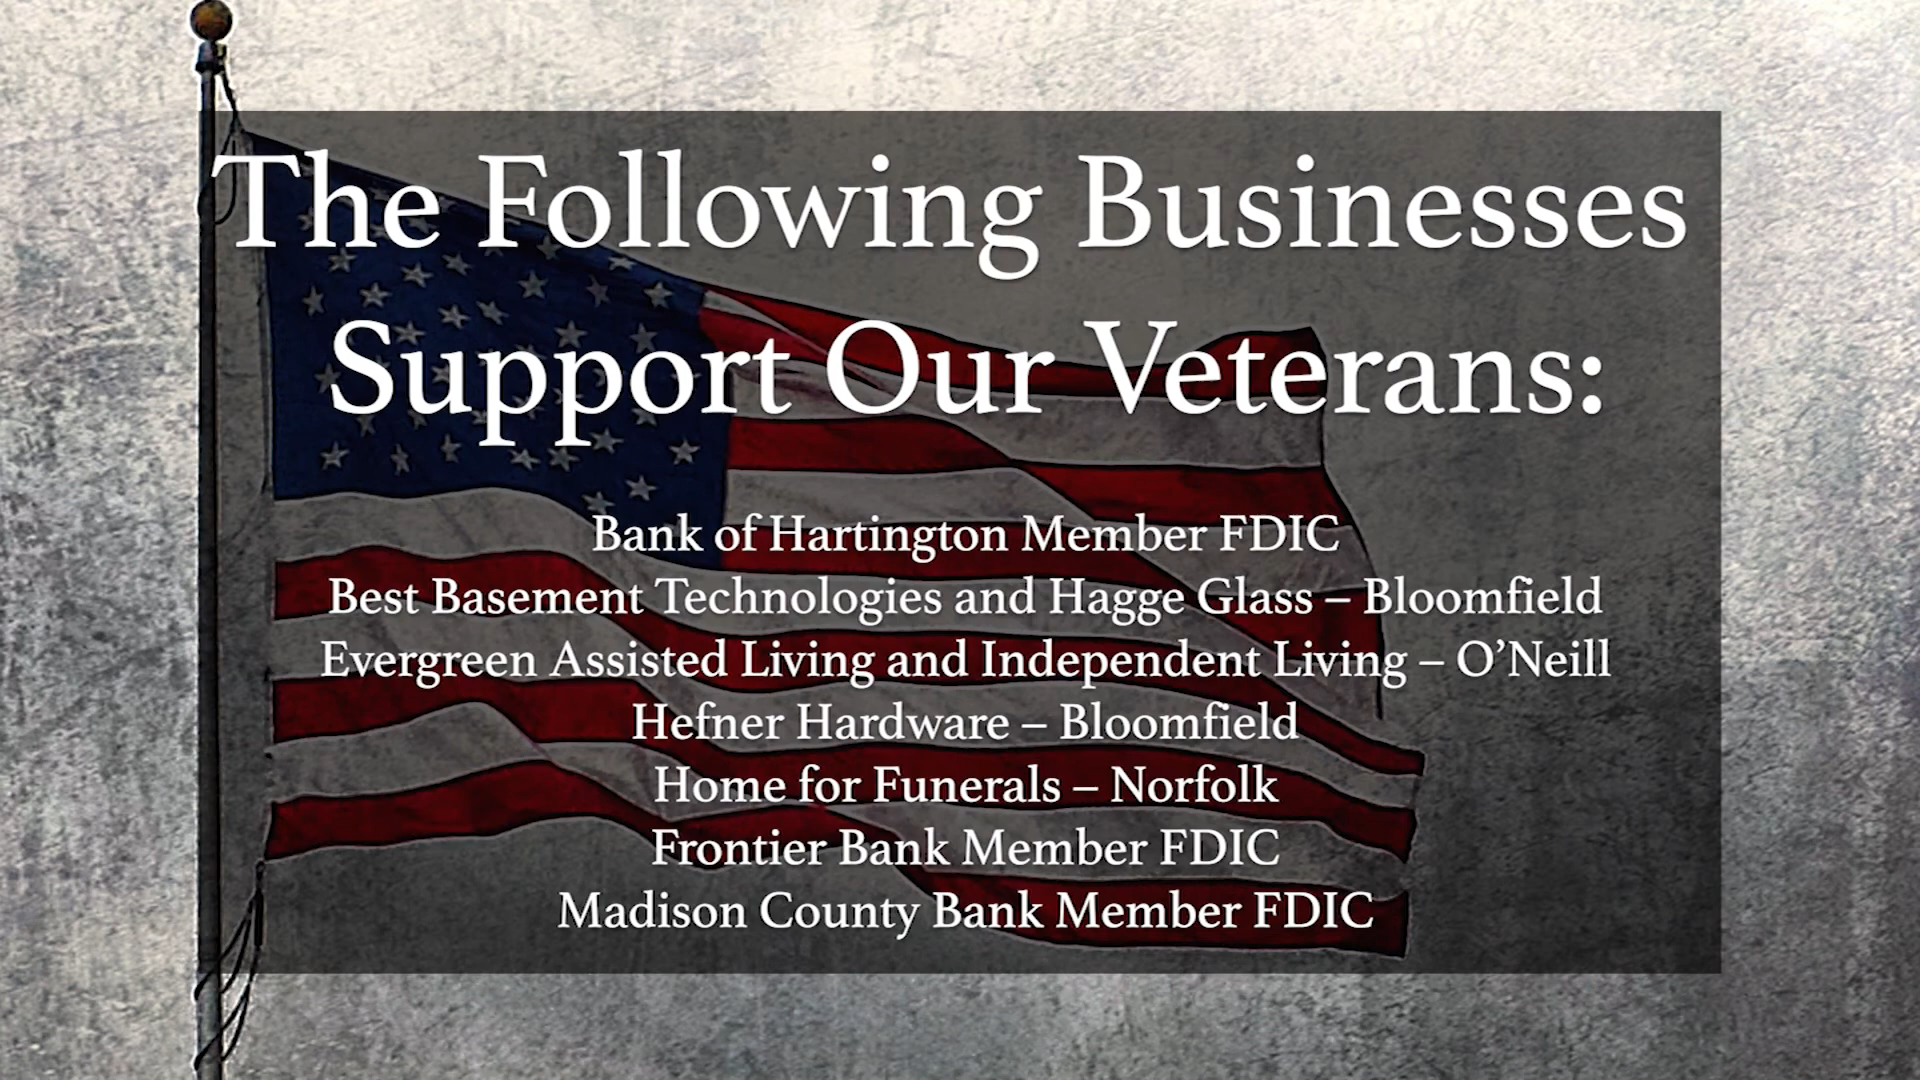 The Following Businesses
Support Our Veterans:
Bank of Hartington Member FDIC
Best Basement Technologies and Hagge Glass – Bloomfield
Evergreen Assisted Living and Independent Living – O’Neill
Hefner Hardware – Bloomfield
Home for Funerals – Norfolk
Frontier Bank Member FDIC
Madison County Bank Member FDIC